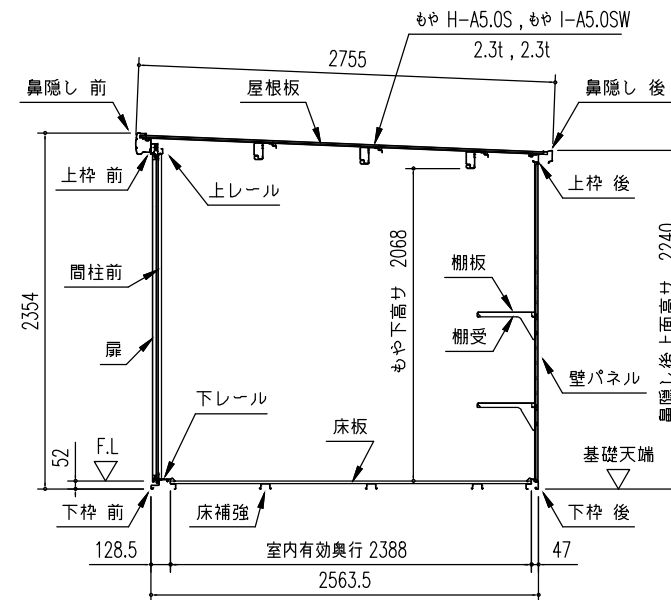 もや H-A5.0S , もや I-A5.0SW
2.3t , 2.3t
2755
鼻隠し 前
屋根板
鼻隠し 後
上枠 前
上レール
上枠 後
間柱前
扉
2354
もや下高サ 2068
棚板
棚受
壁パネル
鼻隠し後上面高サ 2240
下レール
床板
F.L
52
基礎天端
下枠 前
床補強
下枠 後
128.5
室内有効奥行 2388
47
2563.5